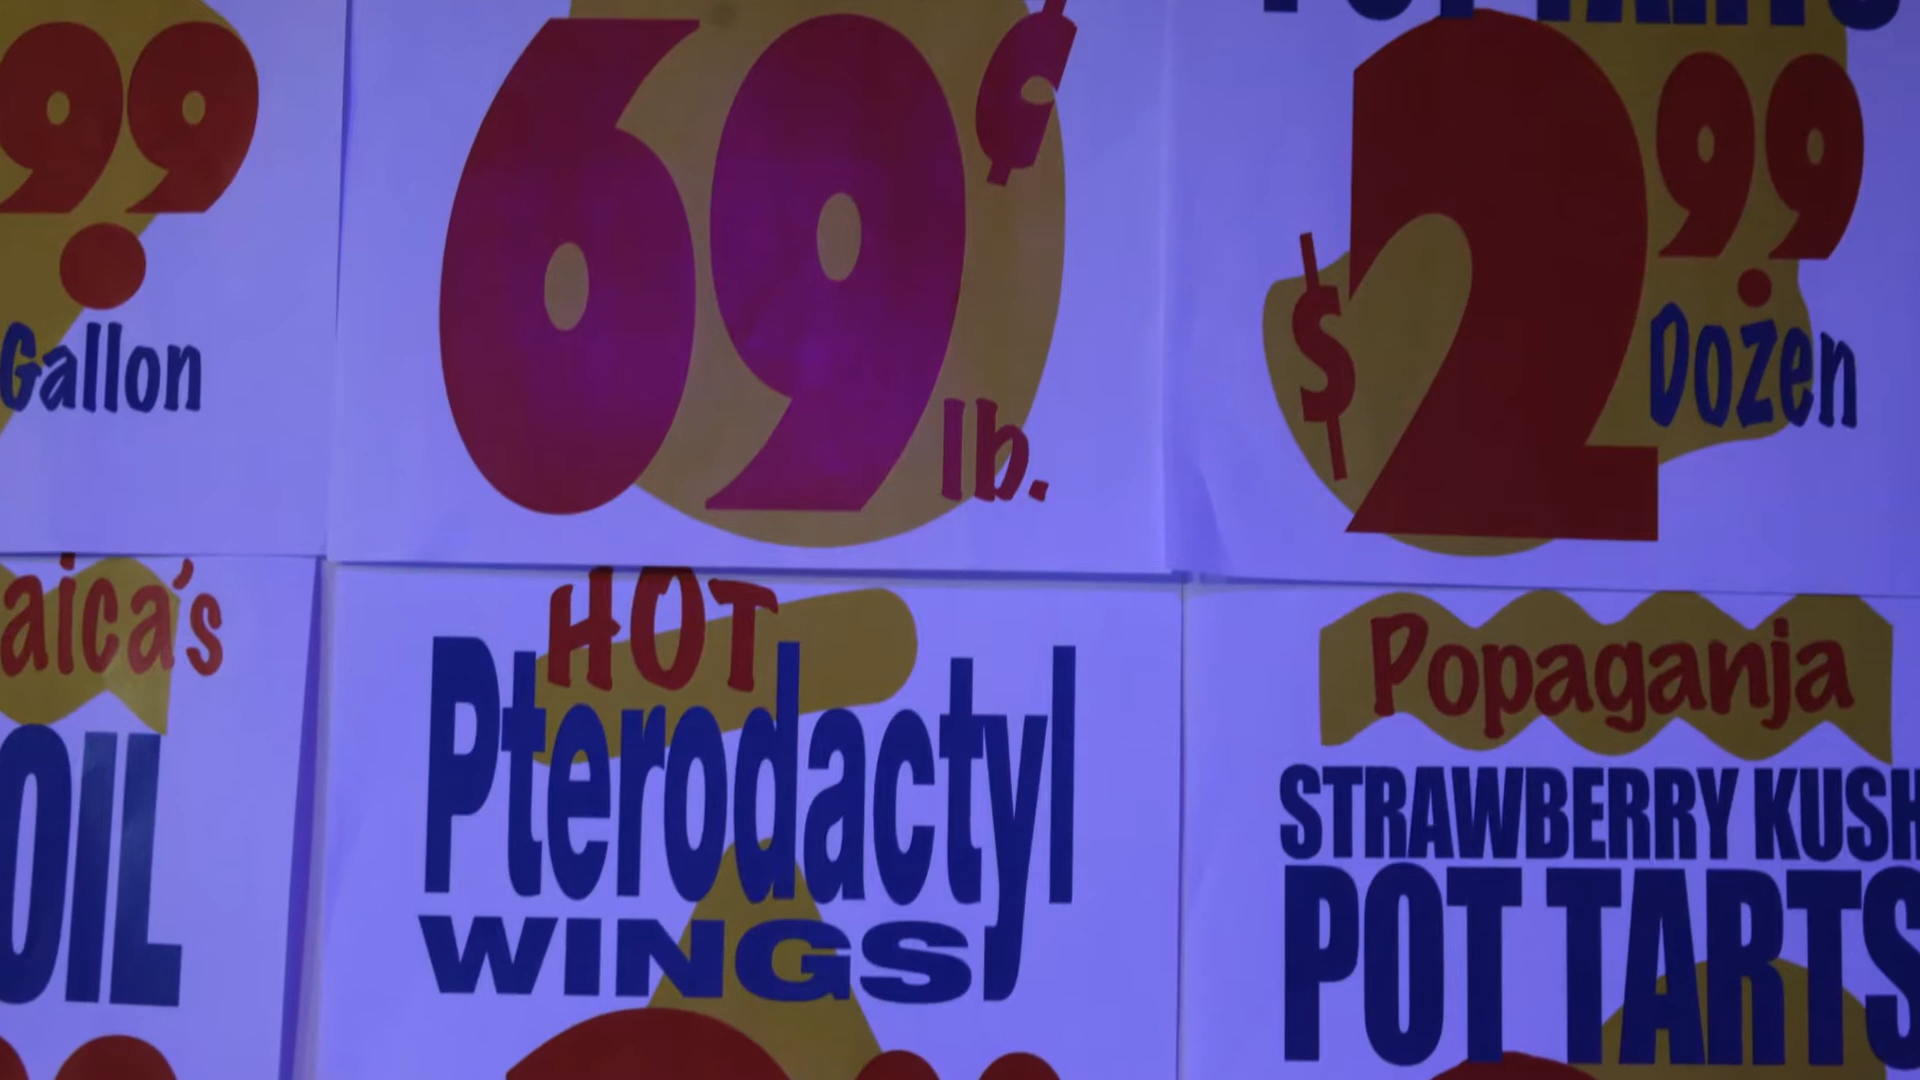 99
Gallon
69¢
lb.
$2.99
Dozen
aica's
OIL
HOT
Pterodactyl
WINGS
Popaganja
STRAWBERRY KUSH
POT TARTS